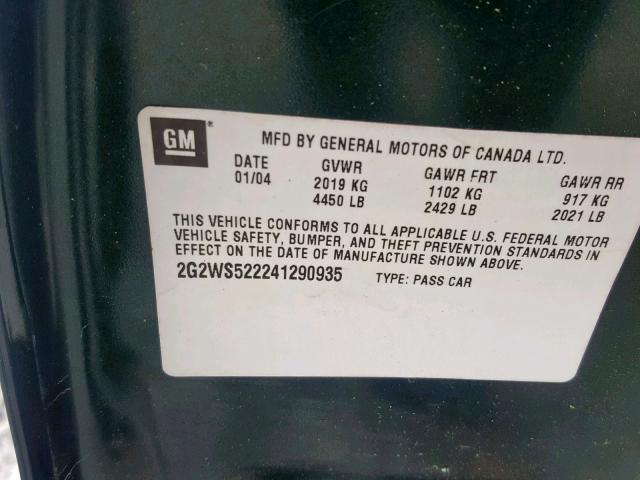 GM®
MFD BY GENERAL MOTORS OF CANADA LTD.
DATE GVWR GAWR FRT GAWR RR
01/04 2019 KG 1102 KG 917 KG
4450 LB 2429 LB 2021 LB
THIS VEHICLE CONFORMS TO ALL APPLICABLE U.S. FEDERAL MOTOR
VEHICLE SAFETY, BUMPER, AND THEFT PREVENTION STANDARDS IN
EFFECT ON THE DATE OF MANUFACTURE SHOWN ABOVE.
2G2WS522241290935 TYPE: PASS CAR